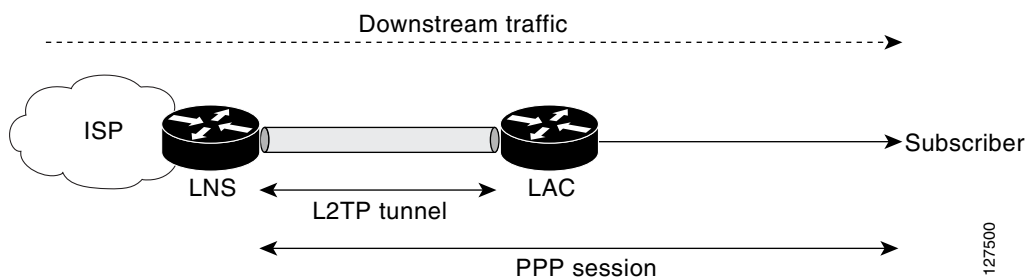 Downstream traffic
ISP
Subscriber
LNS
LAC
L2TP tunnel
PPP session
127500